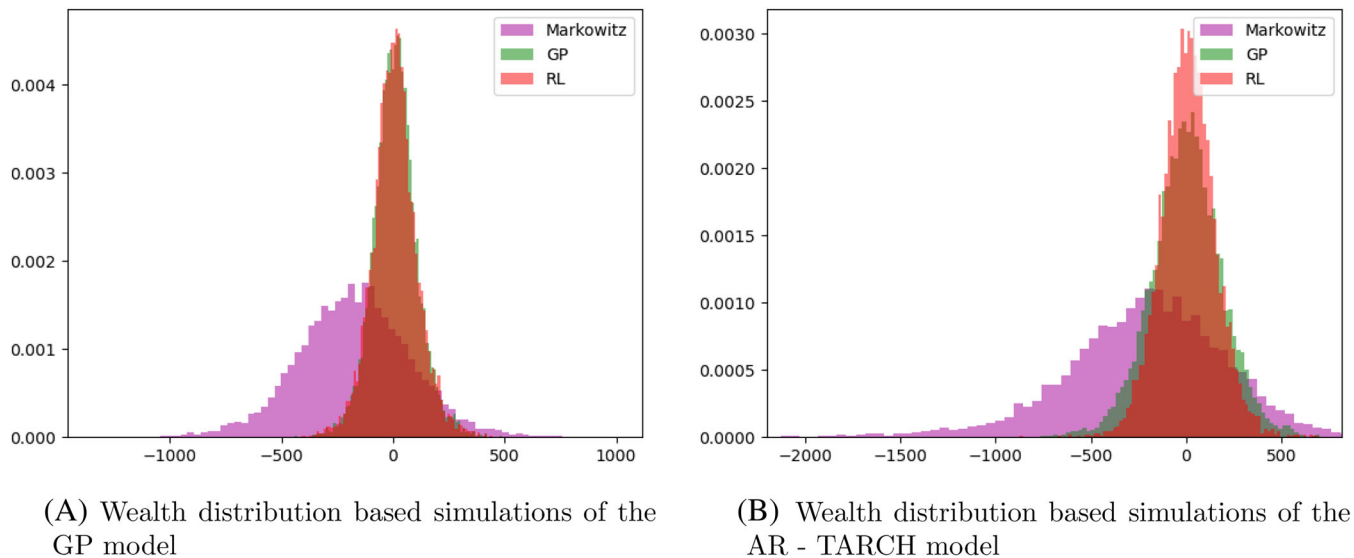 Markowitz
GP
RL
0.004
0.003
0.002
0.001
0.000
−1000
−500
0
500
1000
(A) Wealth distribution based simulations of the
GP model
Markowitz
GP
RL
0.0030
0.0025
0.0020
0.0015
0.0010
0.0005
0.0000
−2000
−1500
−1000
−500
0
500
(B) Wealth distribution based simulations of the
AR - TARCH model